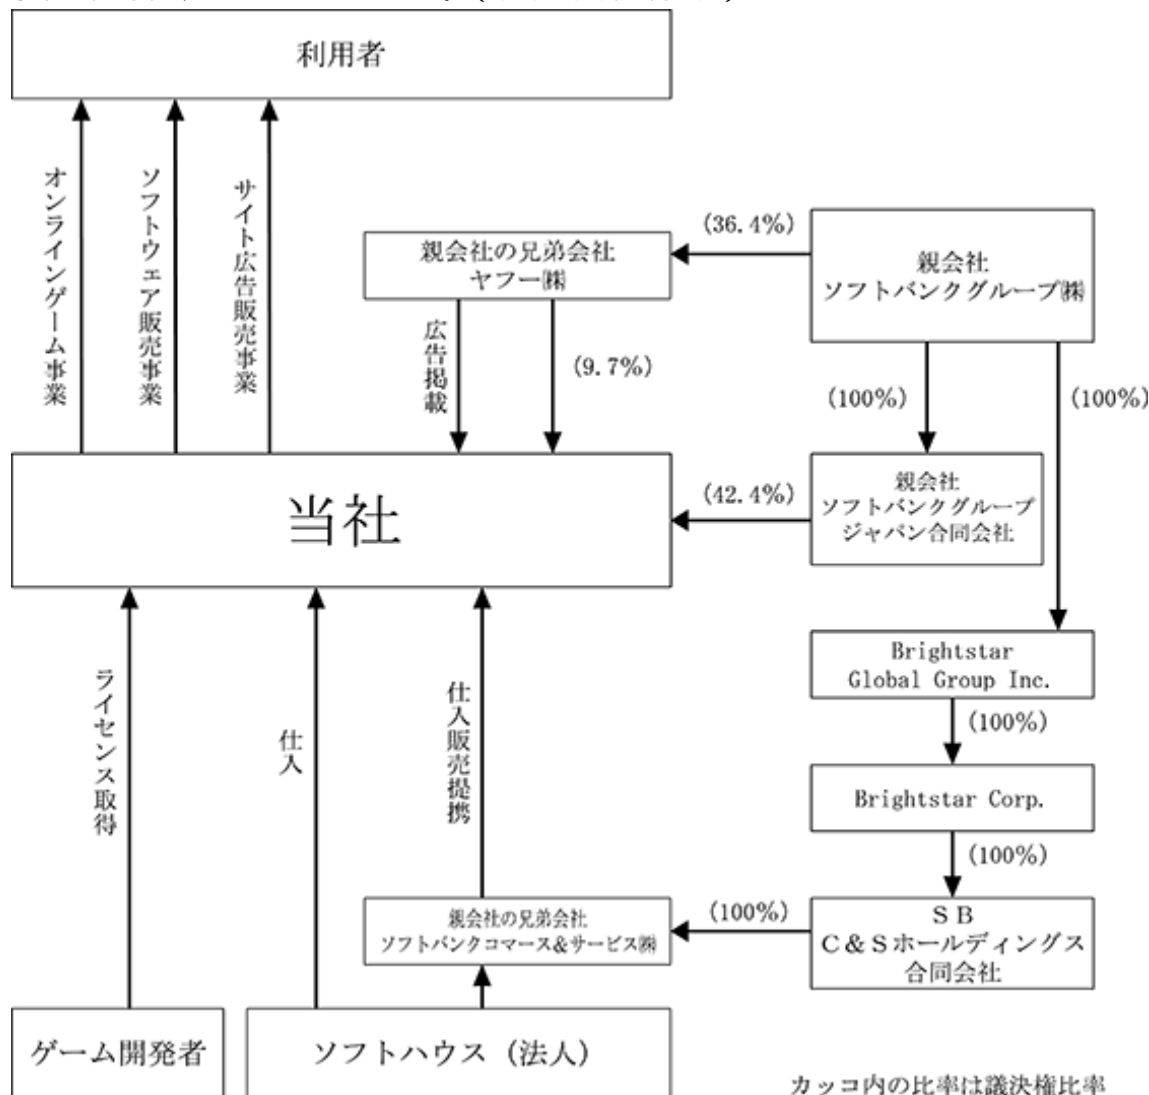 利用者
オンラインゲーム事業
ソフトウェア販売事業
サイト広告販売事業
親会社の兄弟会社
ヤフー㈱
(36.4%)
親会社
ソフトバンクグループ㈱
広告掲載
(9.7%)
(100%)
(100%)
当社
(42.4%)
親会社
ソフトバンクグループ
ジャパン合同会社
Brightstar
Global Group Inc.
(100%)
Brightstar Corp.
(100%)
ライセンス取得
仕入
仕入販売提携
親会社の兄弟会社
ソフトバンクコマース&サービス㈱
(100%)
ＳＢ
Ｃ＆Ｓホールディングス
合同会社
ゲーム開発者
ソフトハウス（法人）
カッコ内の比率は議決権比率